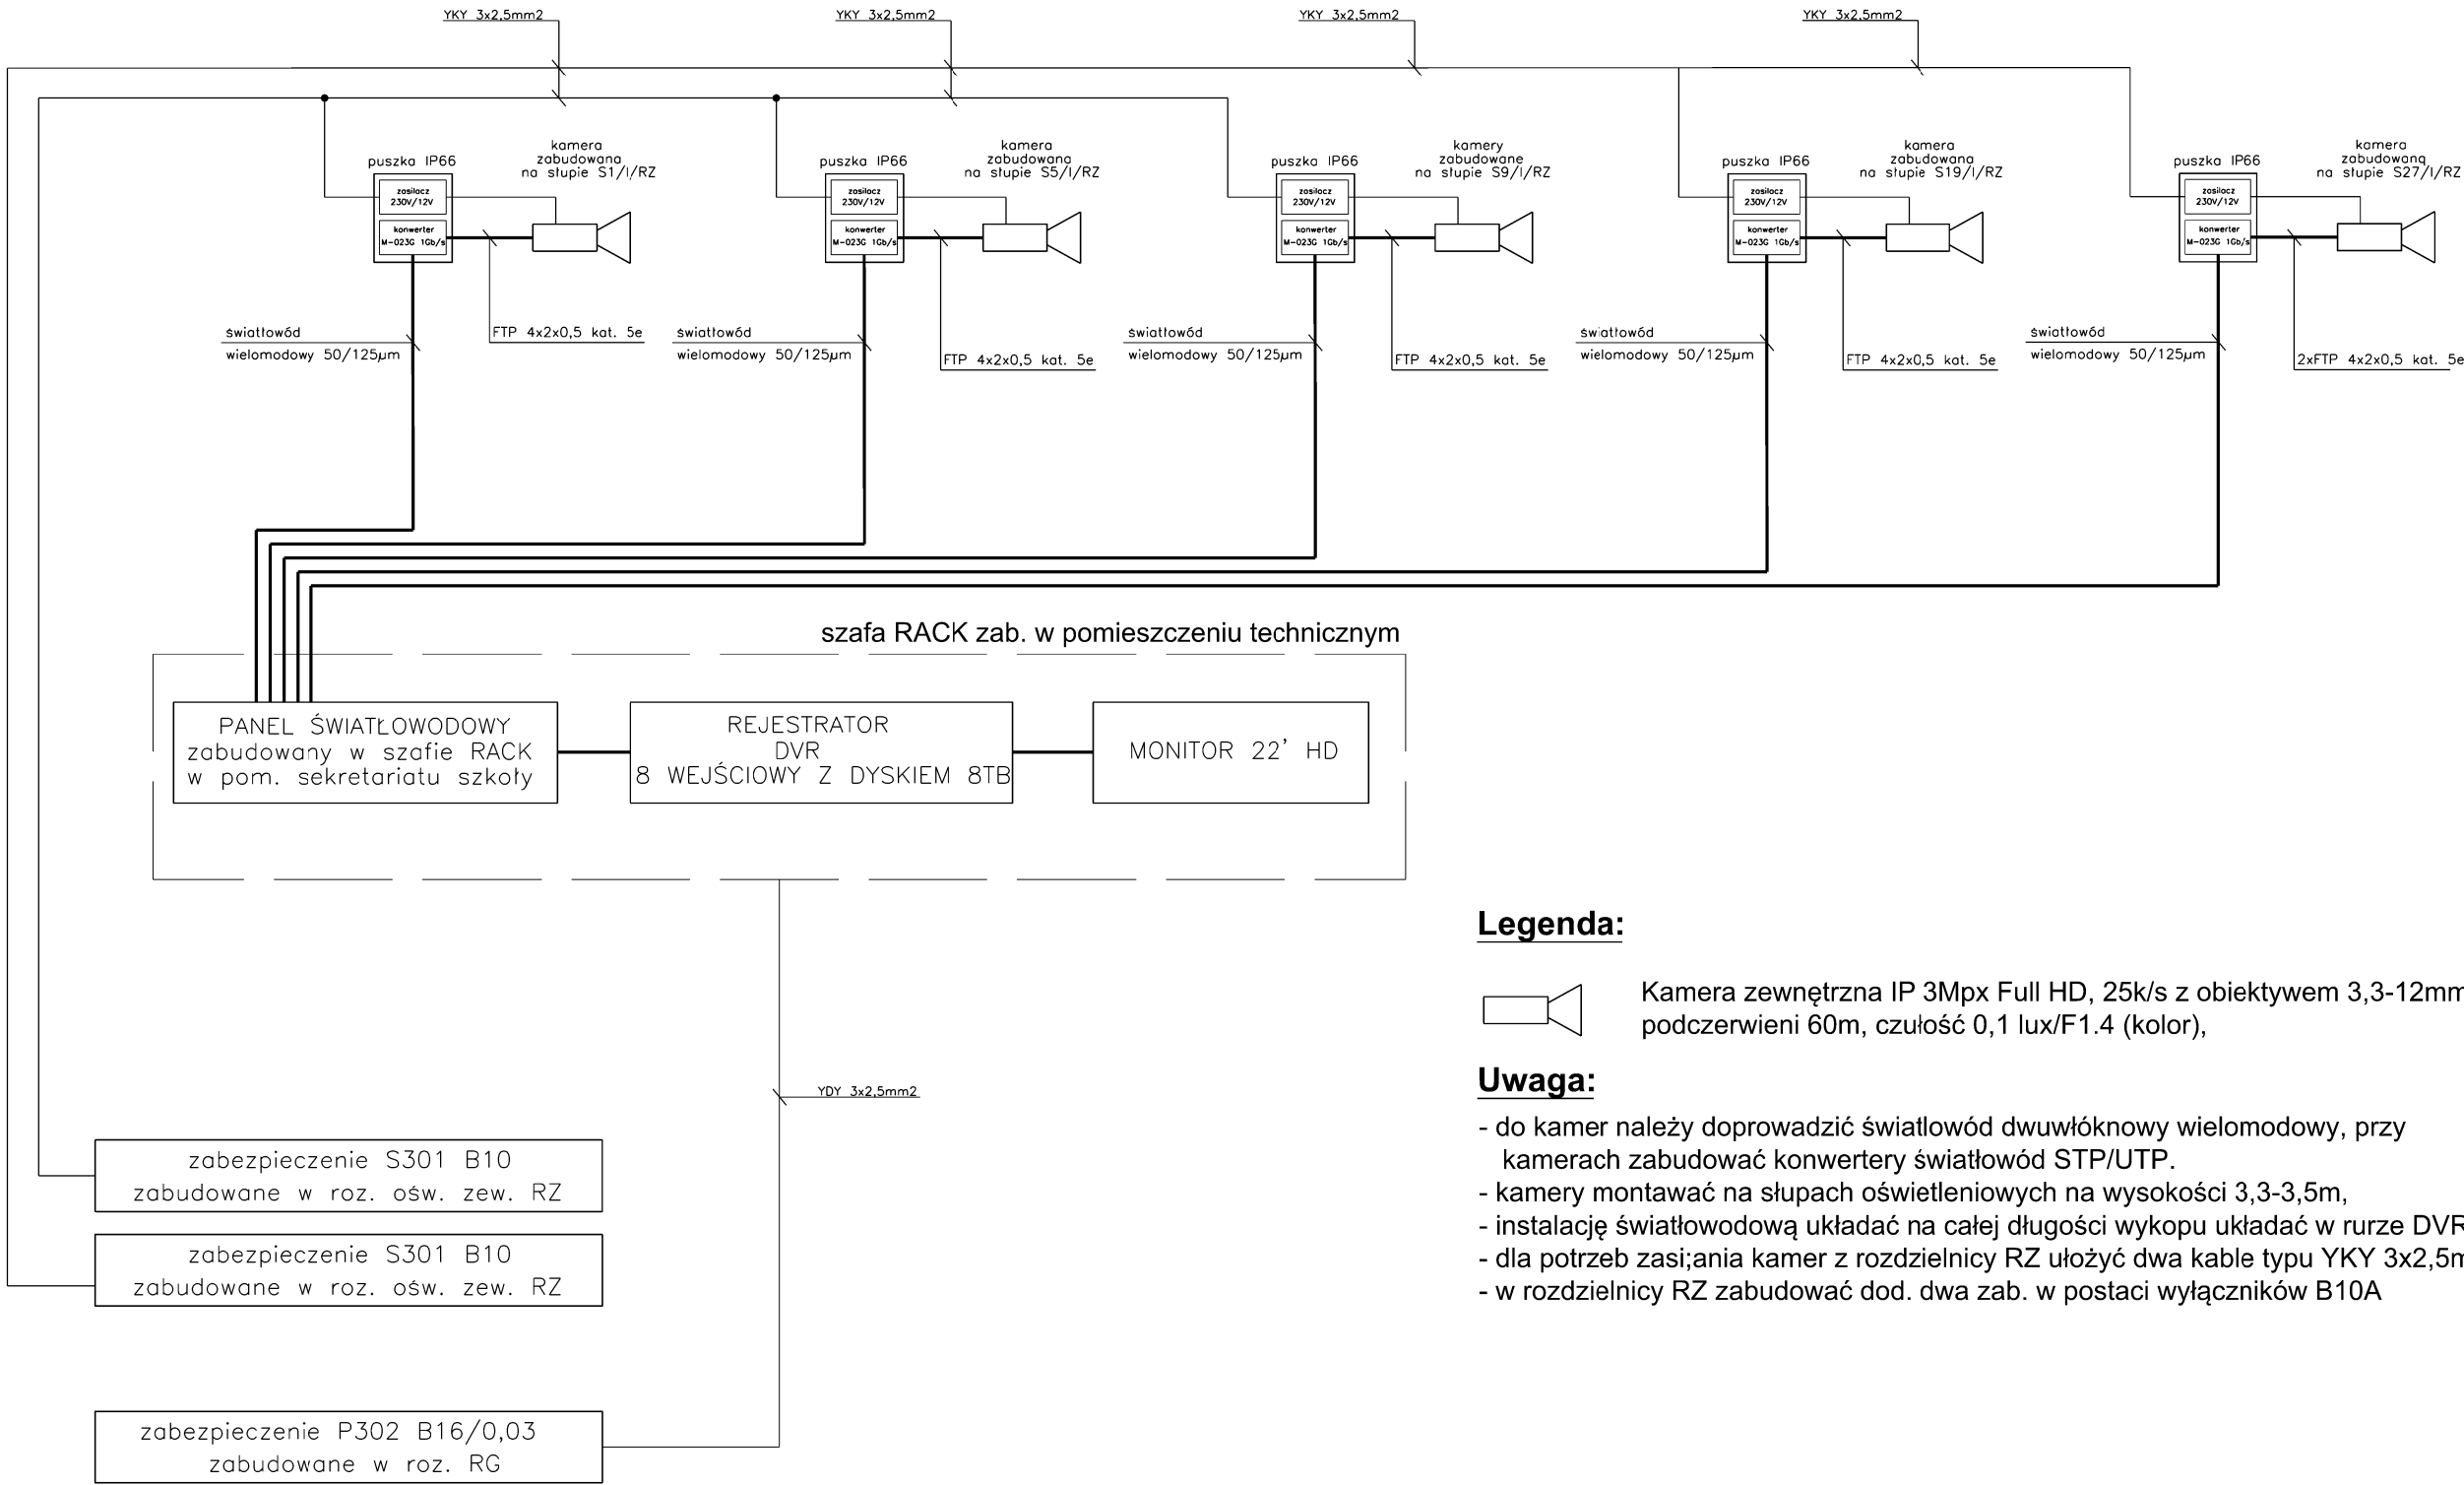 YKY 3x2,5mm2
YKY 3x2,5mm2
YKY 3x2,5mm2
YKY 3x2,5mm2
puszka IP66
zasilacz
230V/12V
konwerter
M-023G 1Gb/s
kamera
zabudowana
na słupie S1/I/RZ
światłowód
wielomodowy 50/125µm
FTP 4x2x0,5 kat. 5e
puszka IP66
zasilacz
230V/12V
konwerter
M-023G 1Gb/s
kamera
zabudowana
na słupie S5/I/RZ
światłowód
wielomodowy 50/125µm
FTP 4x2x0,5 kat. 5e
puszka IP66
zasilacz
230V/12V
konwerter
M-023G 1Gb/s
kamery
zabudowane
na słupie S9/I/RZ
światłowód
wielomodowy 50/125µm
FTP 4x2x0,5 kat. 5e
puszka IP66
zasilacz
230V/12V
konwerter
M-023G 1Gb/s
kamera
zabudowana
na słupie S19/I/RZ
światłowód
wielomodowy 50/125µm
FTP 4x2x0,5 kat. 5e
puszka IP66
zasilacz
230V/12V
konwerter
M-023G 1Gb/s
kamera
zabudowaną
na słupie S27/I/RZ
światłowód
wielomodowy 50/125µm
2xFTP 4x2x0,5 kat. 5e
szafa RACK zab. w pomieszczeniu technicznym
PANEL ŚWIATŁOWODOWY
zabudowany w szafie RACK
w pom. sekretariatu szkoły
REJESTRATOR
DVR
8 WEJŚCIOWY Z DYSKIEM 8TB
MONITOR 22' HD
YDY 3x2,5mm2
zabezpieczenie S301 B10
zabudowane w roz. ośw. zew. RZ
zabezpieczenie S301 B10
zabudowane w roz. ośw. zew. RZ
zabezpieczenie P302 B16/0,03
zabudowane w roz. RG
Legenda:
Kamera zewnętrzna IP 3Mpx Full HD, 25k/s z obiektywem 3,3-12mm
podczerwieni 60m, czułość 0,1 lux/F1.4 (kolor),
Uwaga:
- do kamer należy doprowadzić światlowód dwuwłóknowy wielomodowy, przy
kamerach zabudować konwertery światłowód STP/UTP.
- kamery montawać na słupach oświetleniowych na wysokości 3,3-3,5m,
- instalację światłowodową układać na całej długości wykopu układać w rurze DVR
- dla potrzeb zasi;ania kamer z rozdzielnicy RZ ułożyć dwa kable typu YKY 3x2,5m
- w rozdzielnicy RZ zabudować dod. dwa zab. w postaci wyłączników B10A